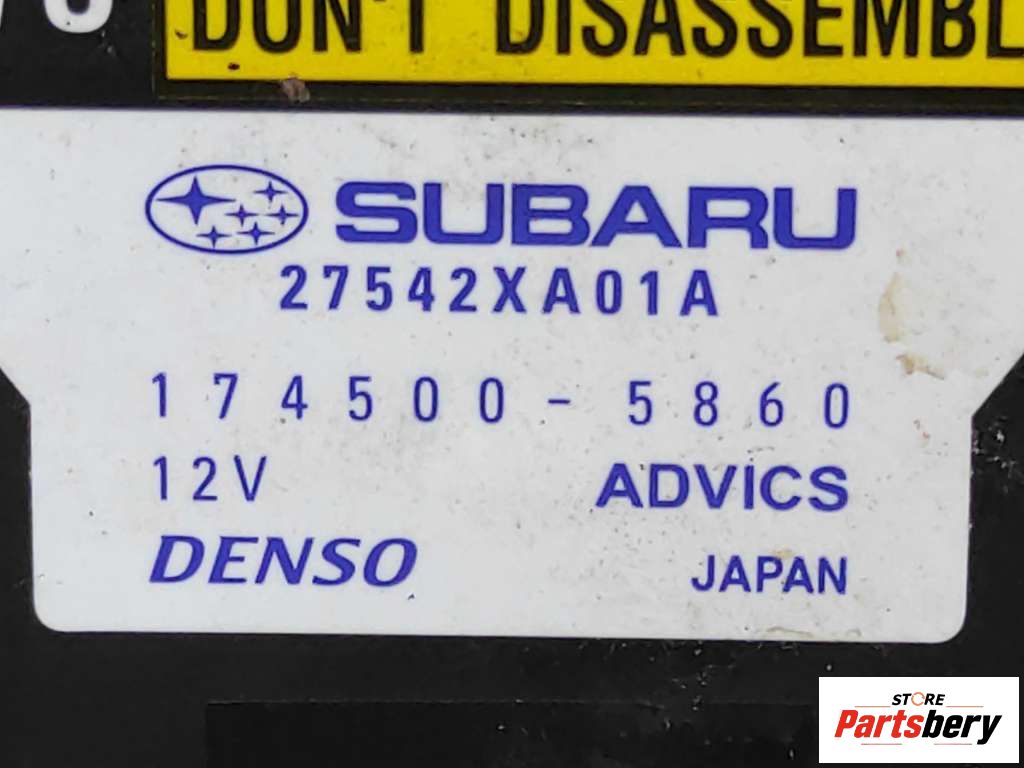 DON'T DISASSEMBL
SUBARU
27542XA01A
174500-5860
12V ADVICS
DENSO JAPAN
STORE
Partsbery